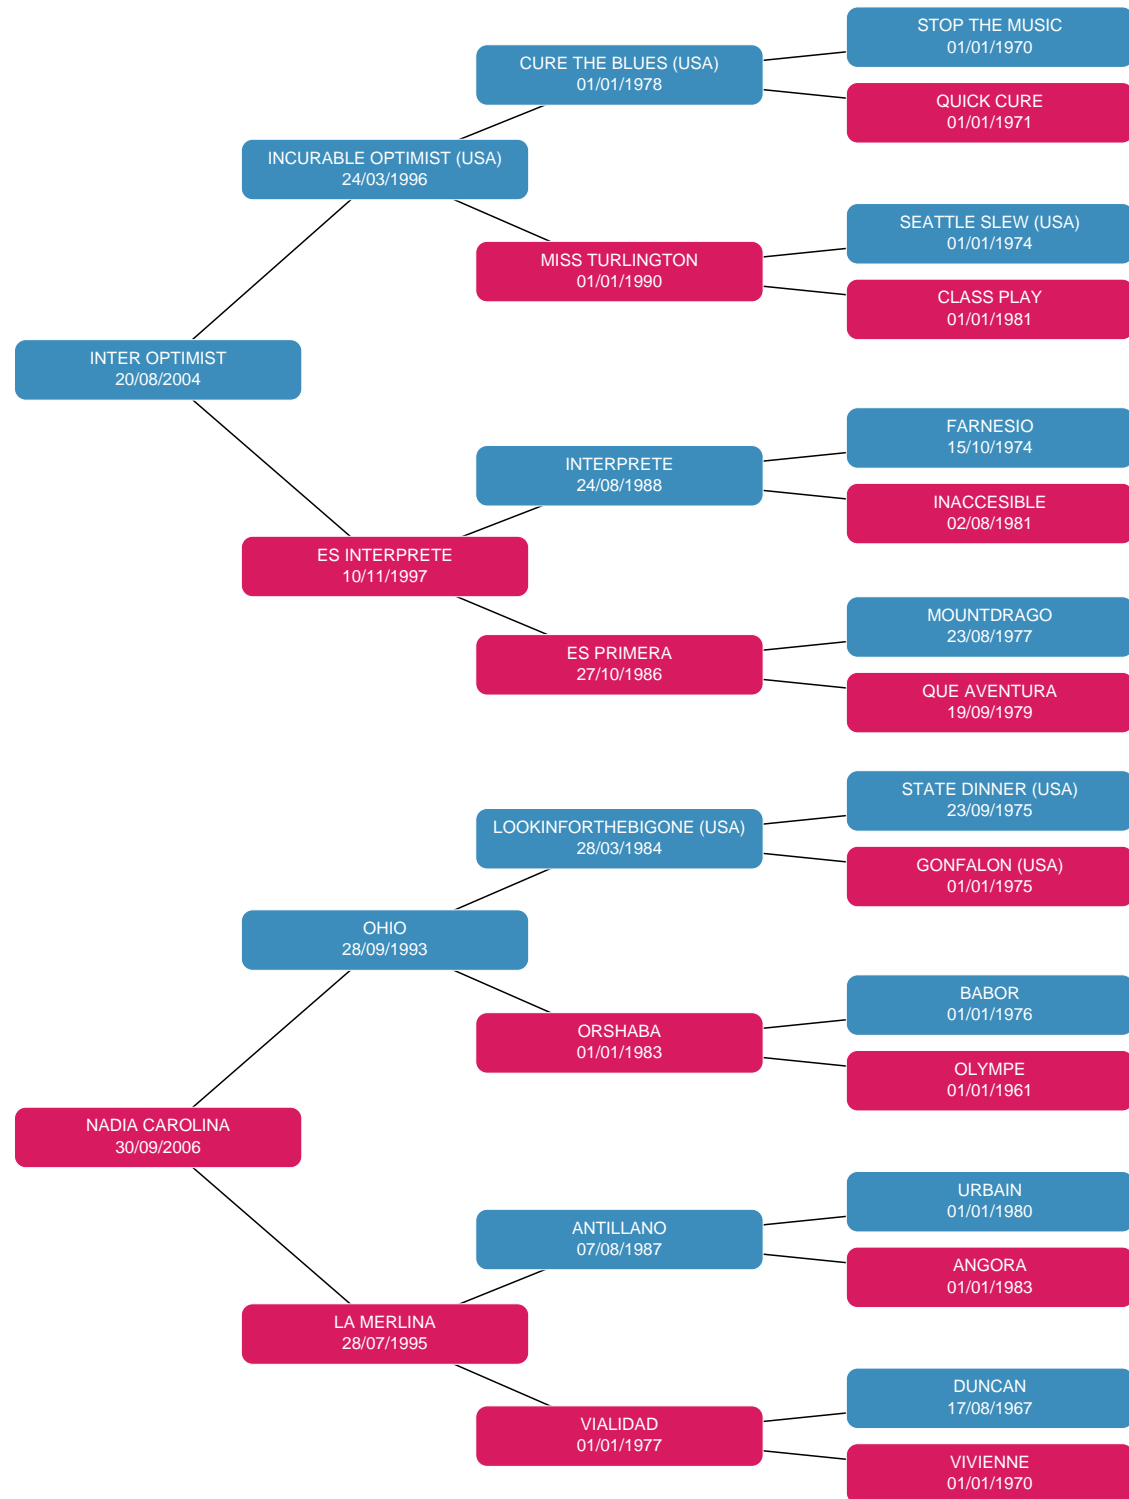 STOP THE MUSIC
01/01/1970
CURE THE BLUES (USA)
01/01/1978
QUICK CURE
01/01/1971
INCURABLE OPTIMIST (USA)
24/03/1996
SEATTLE SLEW (USA)
01/01/1974
MISS TURLINGTON
01/01/1990
CLASS PLAY
01/01/1981
INTER OPTIMIST
20/08/2004
FARNESIO
15/10/1974
INTERPRETE
24/08/1988
INACCESIBLE
02/08/1981
ES INTERPRETE
10/11/1997
MOUNTDRAGO
23/08/1977
ES PRIMERA
27/10/1986
QUE AVENTURA
19/09/1979
STATE DINNER (USA)
23/09/1975
LOOKINFORTHEBIGONE (USA)
28/03/1984
GONFALON (USA)
01/01/1975
OHIO
28/09/1993
BABOR
01/01/1976
ORSHABA
01/01/1983
OLYMPE
01/01/1961
NADIA CAROLINA
30/09/2006
URBAIN
01/01/1980
ANTILLANO
07/08/1987
ANGORA
01/01/1983
LA MERLINA
28/07/1995
DUNCAN
17/08/1967
VIALIDAD
01/01/1977
VIVIENNE
01/01/1970